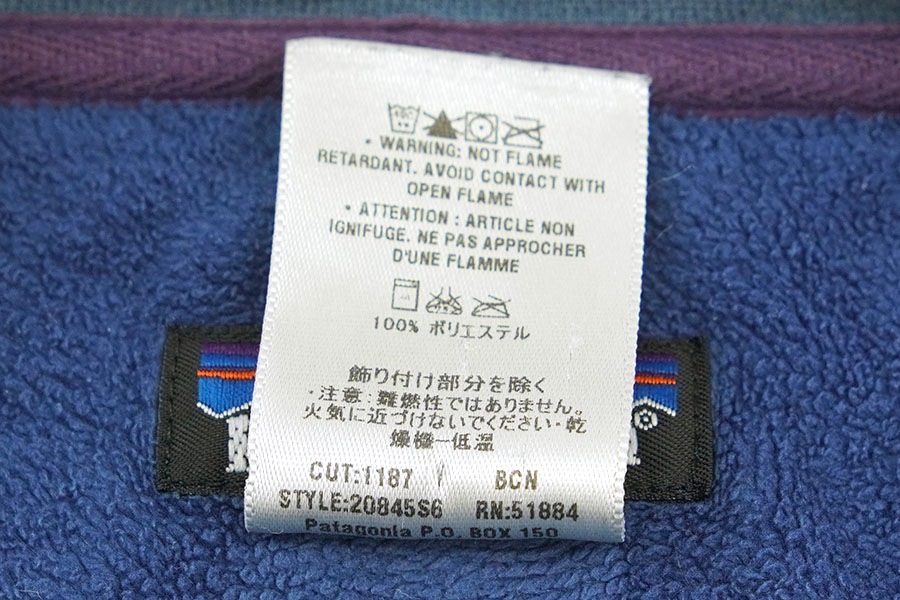 • WARNING: NOT FLAME
RETARDANT. AVOID CONTACT WITH
OPEN FLAME
• ATTENTION : ARTICLE NON
IGNIFUGE. NE PAS APPROCHER
D'UNE FLAMME
100% ポリエステル
飾り付け部分を除く
・注意：難燃性ではありません。
火気に近づけないでください・乾
燥機ー低温
CUT:1187 / BCN
STYLE:20845S6 RN:51884
Patagonia P.O. BOX 150